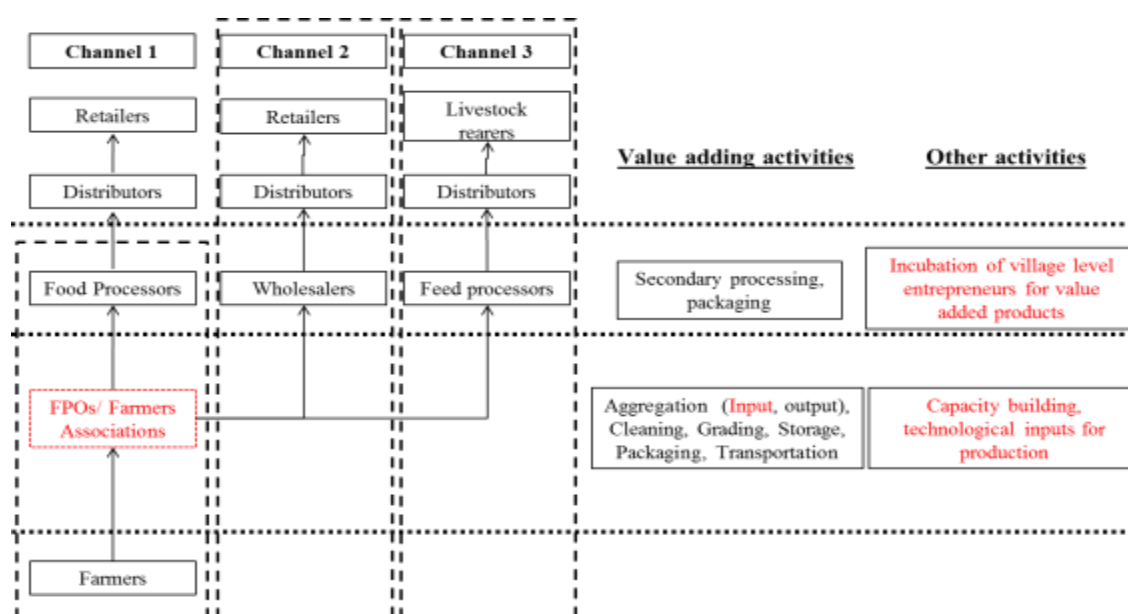 Channel 1
Channel 2
Channel 3
Retailers
Retailers
Livestock
rearers
Value adding activities
Other activities
Distributors
Distributors
Distributors
Food Processors
Wholesalers
Feed processors
Secondary processing,
packaging
Incubation of village level
entrepreneurs for value
added products
FPOs/ Farmers
Associations
Aggregation (Input, output),
Cleaning, Grading, Storage,
Packaging, Transportation
Capacity building,
technological inputs for
production
Farmers